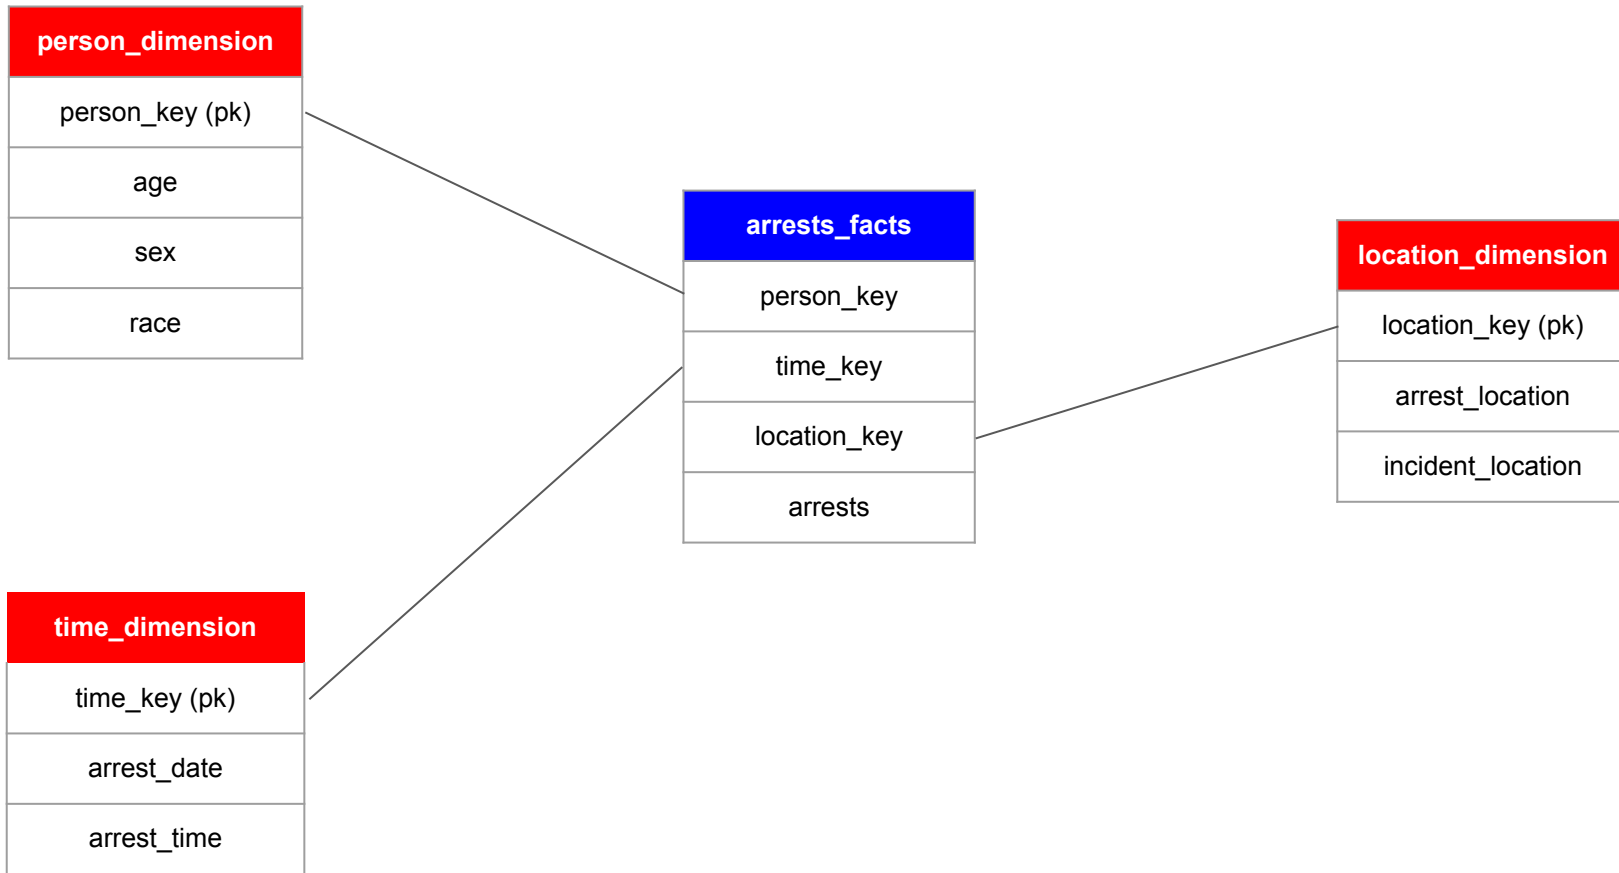 person_dimension
person_key (pk)
age
sex
race
arrests_facts
person_key
time_key
location_key
arrests
location_dimension
location_key (pk)
arrest_location
incident_location
time_dimension
time_key (pk)
arrest_date
arrest_time